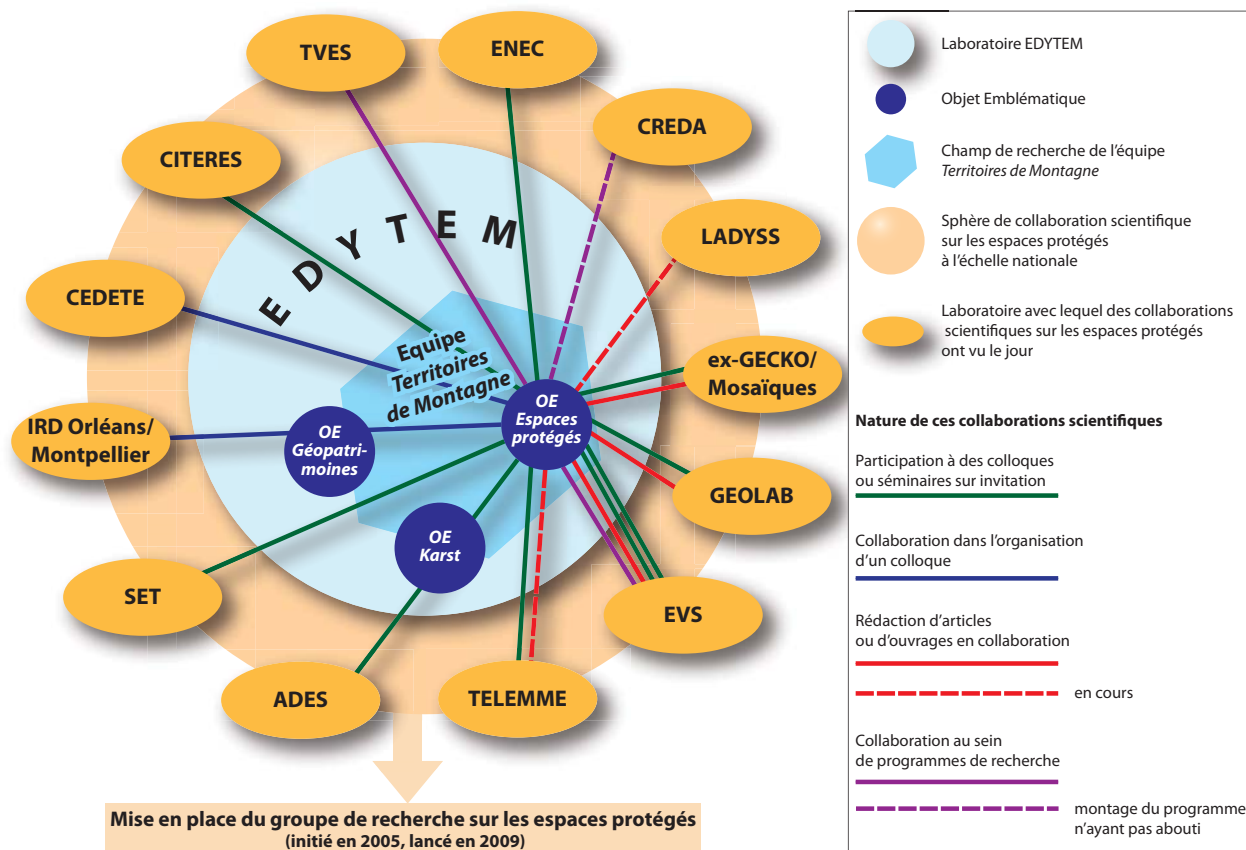 TVES
ENEC
CREDA
CITERES
LADYSS
EDYTEM
CEDETE
Equipe
Territoires
de Montagne
ex-GECKO/
Mosaïques
OE
Espaces
protégés
IRD Orléans/
Montpellier
OE
Géopatri-
moines
GEOLAB
OE
Karst
SET
EVS
ADES
TELEMME
Mise en place du groupe de recherche sur les espaces protégés
(initié en 2005, lancé en 2009)
Laboratoire EDYTEM
Objet Emblématique
Champ de recherche de l'équipe
Territoires de Montagne
Sphère de collaboration scientifique
sur les espaces protégés
à l'échelle nationale
Laboratoire avec lequel des collaborations
scientifiques sur les espaces protégés
ont vu le jour
Nature de ces collaborations scientifiques
Participation à des colloques
ou séminaires sur invitation
Collaboration dans l'organisation
d'un colloque
Rédaction d'articles
ou d'ouvrages en collaboration
en cours
Collaboration au sein
de programmes de recherche
montage du programme
n'ayant pas abouti